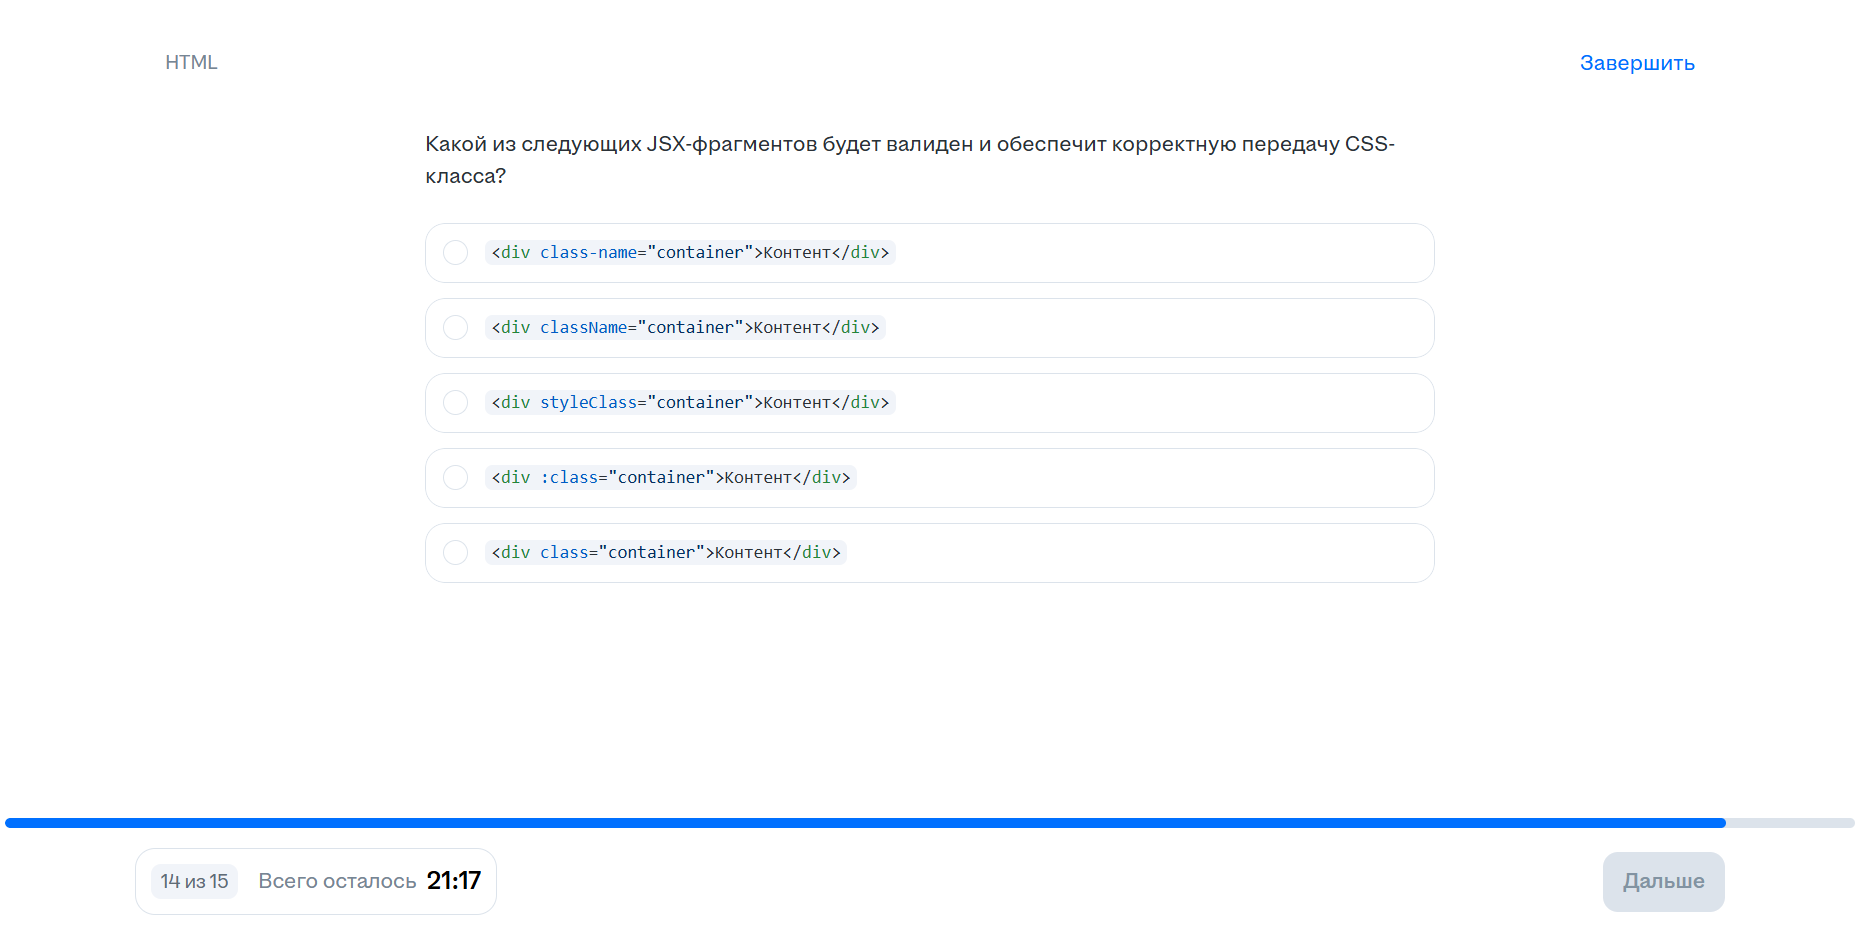 HTML
Завершить
Какой из следующих JSX-фрагментов будет валиден и обеспечит корректную передачу CSS-
класса?
<div class-name="container">Контент</div>
<div className="container">Контент</div>
<div styleClass="container">Контент</div>
<div :class="container">Контент</div>
<div class="container">Контент</div>
14 из 15
Всего осталось 21:17
Дальше